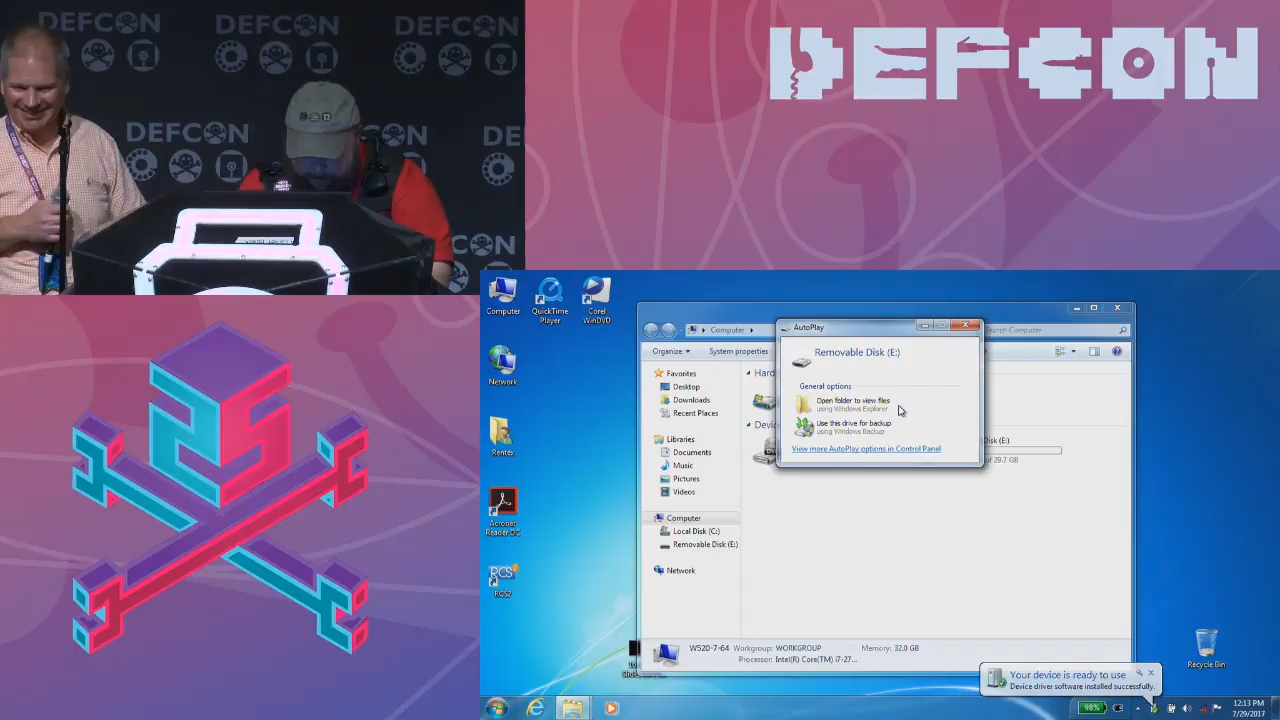 DEFCON
DEFCON
DEFCON
DEFCON
DEFCON
DEFCON
Computer
QuickTime
Player
Corel
WinDVD
Network
Rentex
Acrobat
Reader DC
RGS2
Computer
Search Computer
Organize
System properties
Favorites
Desktop
Downloads
Recent Places
Libraries
Documents
Music
Pictures
Videos
Computer
Local Disk (C:)
Removable Disk (E:)
Network
Hard
Disk (E:)
of 29.7 GB
AutoPlay
Removable Disk (E:)
General options
Open folder to view files
using Windows Explorer
Use this drive for backup
using Windows Backup
View more AutoPlay options in Control Panel
W520-7-64 Workgroup: WORKGROUP Memory: 32.0 GB
Processor: Intel(R) Core(TM) i7-27...
Recycle Bin
Your device is ready to use
Device driver software installed successfully.
98%
12:13 PM
7/29/2017